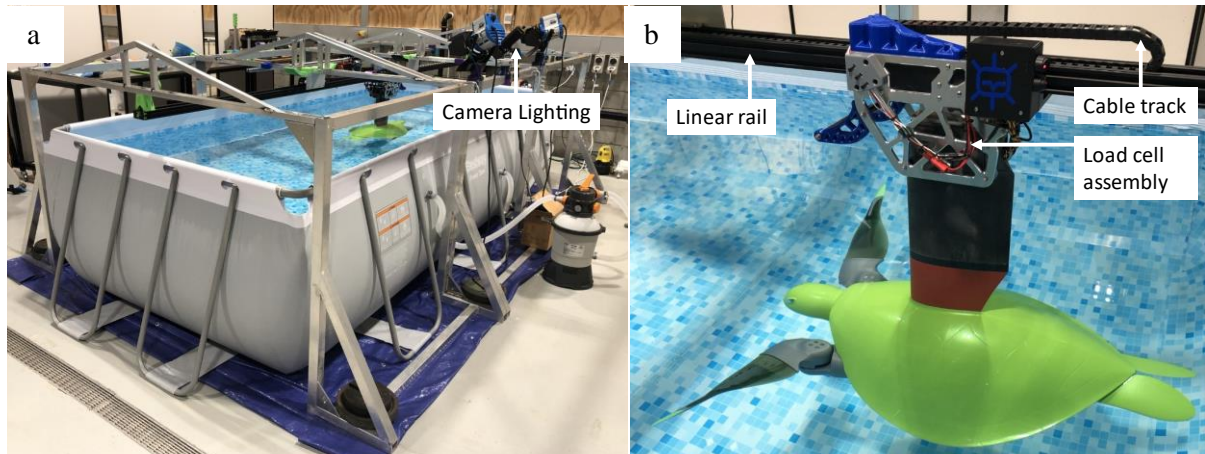 a
Camera Lighting
b
Linear rail
Cable track
Load cell
assembly